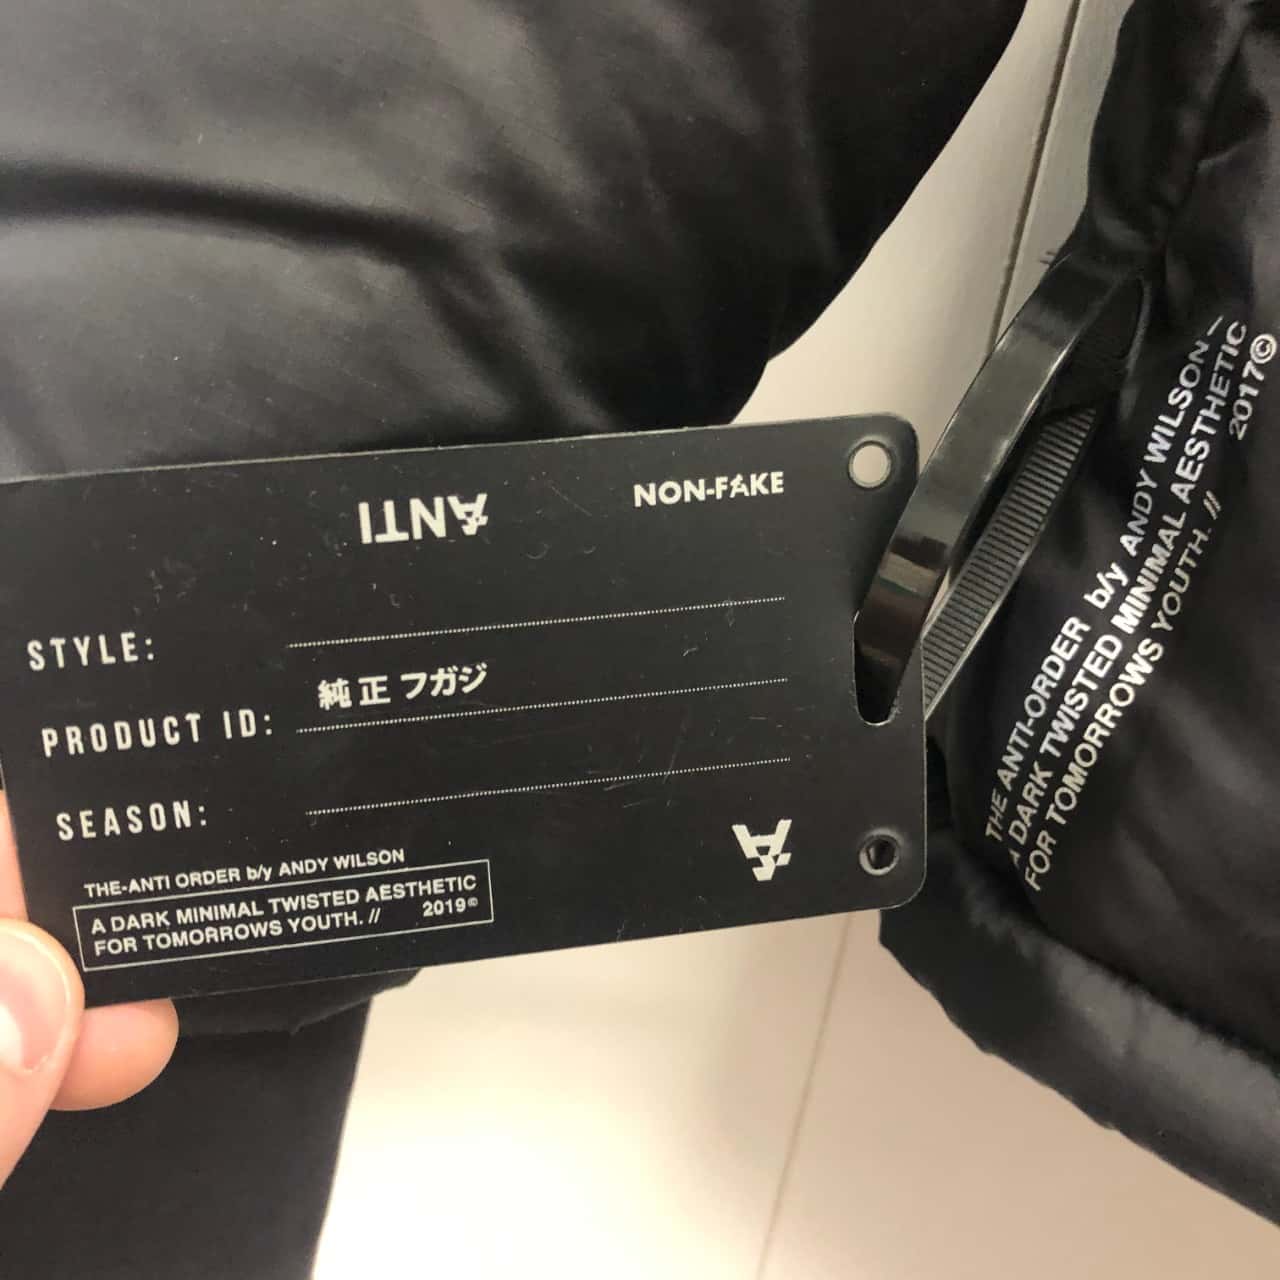 ANTI
NON-FAKE
STYLE:
純正 フガジ
PRODUCT ID:
SEASON:
THE-ANTI ORDER b/y ANDY WILSON
A DARK MINIMAL TWISTED AESTHETIC
FOR TOMORROWS YOUTH. // 2019©
THE ANTI-ORDER b/y ANDY WILSON –
A DARK TWISTED MINIMAL AESTHETIC
FOR TOMORROWS YOUTH. // 2017©